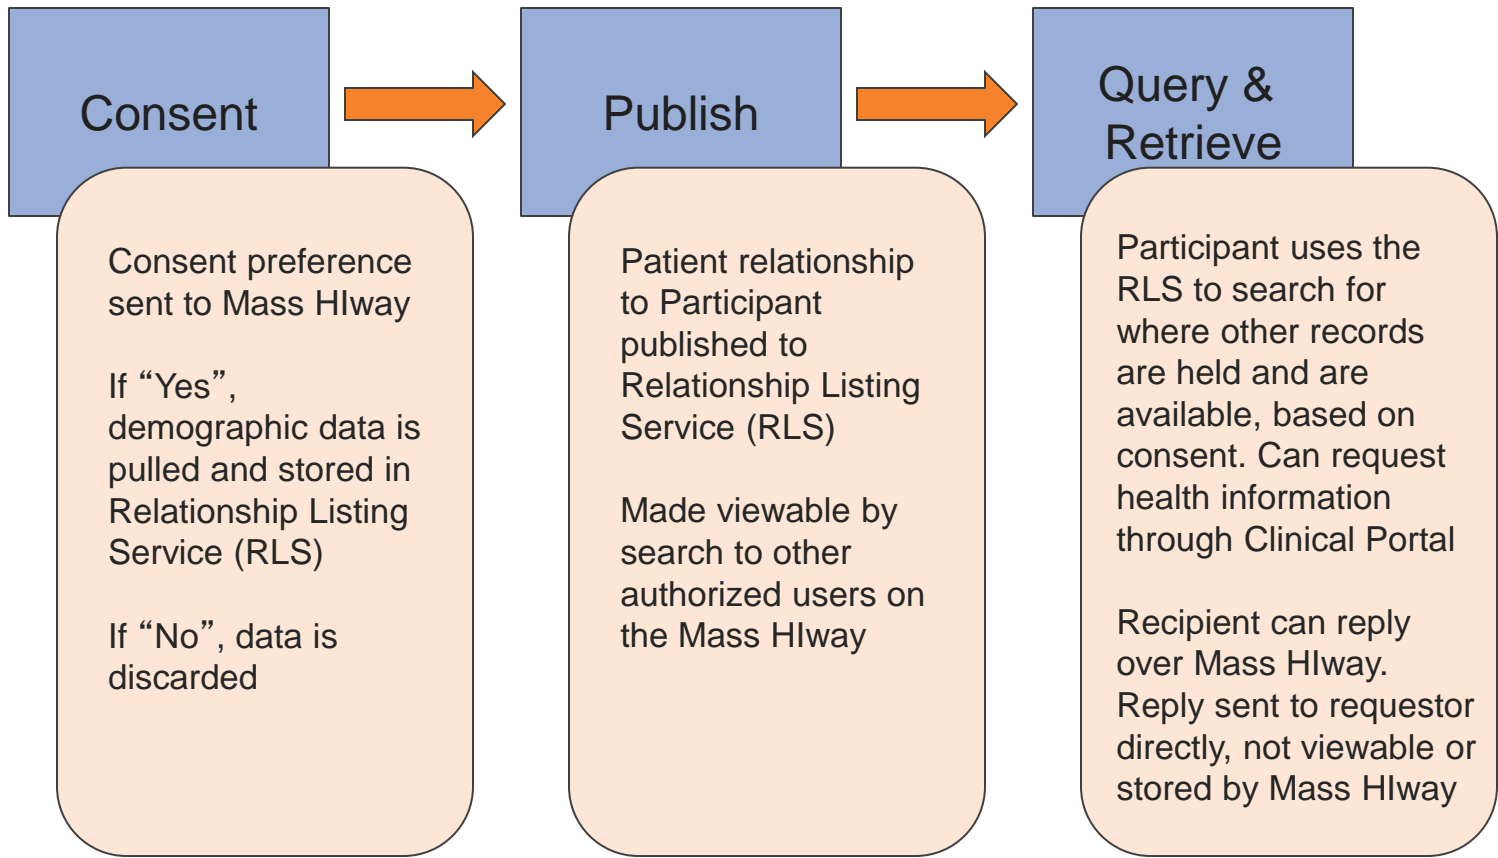 Consent
Consent preference
sent to Mass HIway
If “Yes”,
demographic data is
pulled and stored in
Relationship Listing
Service (RLS)
If “No”, data is
discarded
Publish
Patient relationship
to Participant
published to
Relationship Listing
Service (RLS)
Made viewable by
search to other
authorized users on
the Mass HIway
Query &
Retrieve
Participant uses the
RLS to search for
where other records
are held and are
available, based on
consent. Can request
health information
through Clinical Portal
Recipient can reply
over Mass HIway.
Reply sent to requestor
directly, not viewable or
stored by Mass HIway